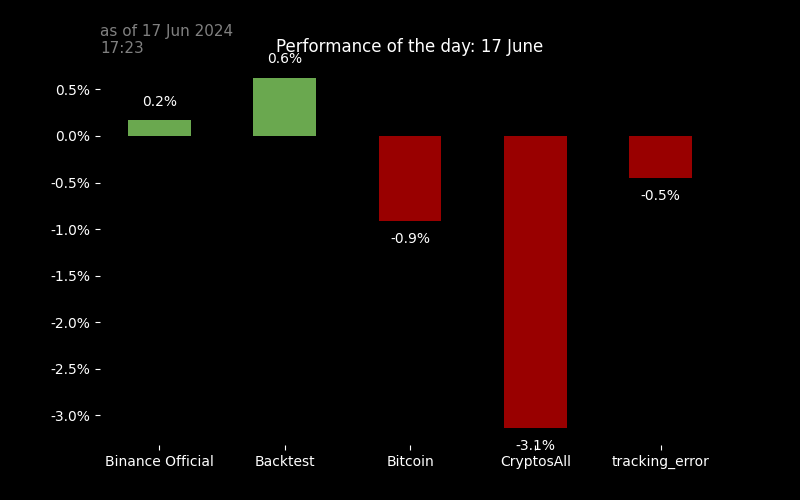 as of 17 Jun 2024
17:23
Performance of the day: 17 June
0.6%
0.5%
0.2%
0.0%
-0.5%
-0.5%
-1.0%
-0.9%
-1.5%
-2.0%
-2.5%
-3.0%
-3.1%
Binance Official
Backtest
Bitcoin
CryptosAll
tracking_error